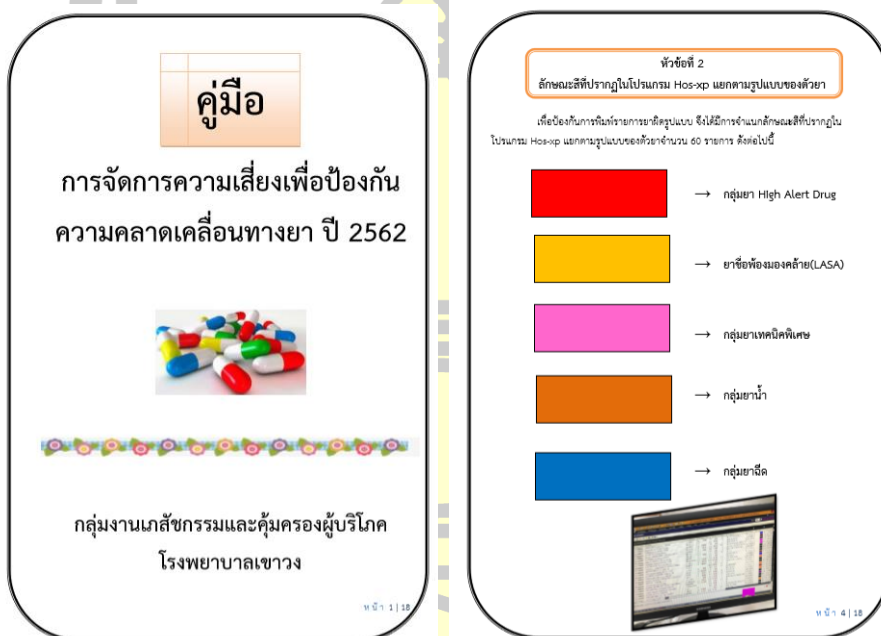 คู่มือ
การจัดการความเสี่ยงเพื่อป้องกัน
ความคลาดเคลื่อนทางยา ปี 2562
กลุ่มงานเภสัชกรรมและคุ้มครองผู้บริโภค
โรงพยาบาลเขาวง
หน้า 1 | 18
หัวข้อที่ 2
ลักษณะสีที่ปรากฏในโปรแกรม Hos-xp แยกตามรูปแบบของตัวยา
เพื่อป้องกันการพิมพ์รายการยาผิดรูปแบบ จึงได้มีการจำแนกลักษณะสีที่ปรากฏใน
โปรแกรม Hos-xp แยกตามรูปแบบของตัวยาจำนวน 60 รายการ ดังต่อไปนี้
→ กลุ่มยา High Alert Drug
→ ยาชื่อพ้องมองคล้าย(LASA)
→ กลุ่มยาเทคนิคพิเศษ
→ กลุ่มยาน้ำ
→ กลุ่มยาฉีด
หน้า 4 | 18